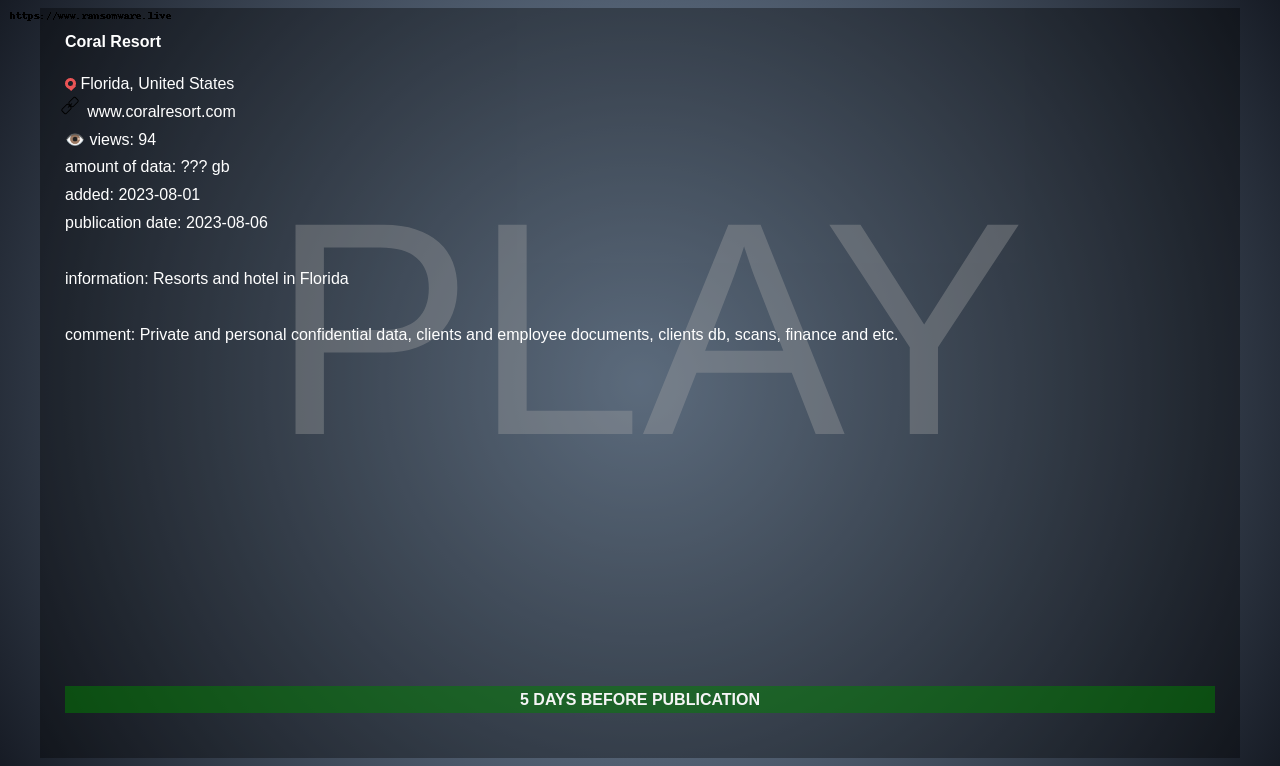 https://www.ransomware.live
Coral Resort
Florida, United States
www.coralresort.com
views: 94
amount of data: ??? gb
added: 2023-08-01
publication date: 2023-08-06
PLAY
information: Resorts and hotel in Florida
comment: Private and personal confidential data, clients and employee documents, clients db, scans, finance and etc.
5 DAYS BEFORE PUBLICATION